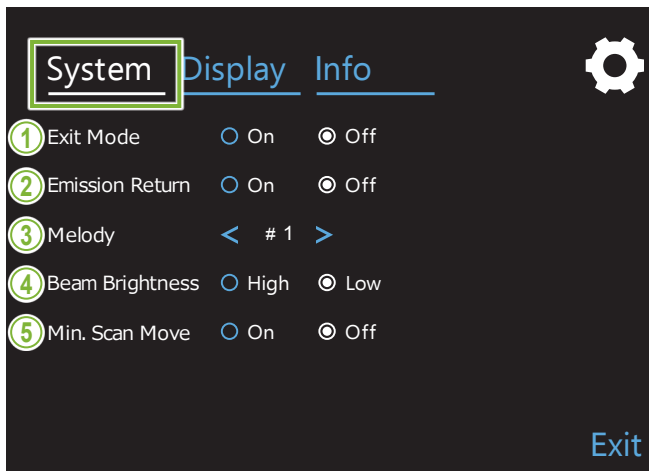 System Display Info
1 Exit Mode On Off
2 Emission Return On Off
3 Melody < # 1 >
4 Beam Brightness High Low
5 Min. Scan Move On Off
Exit